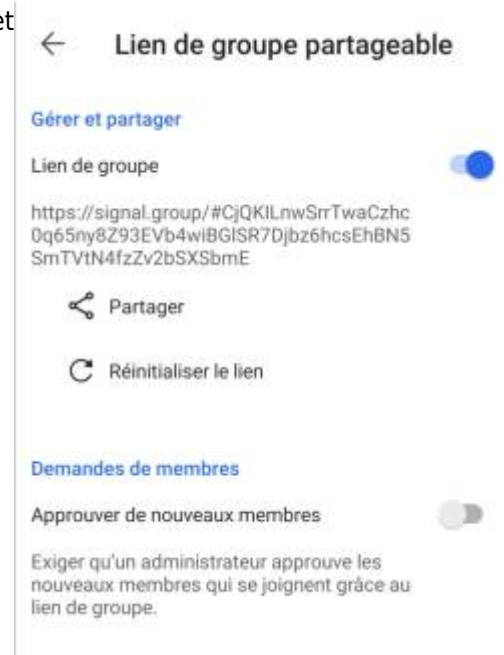 et
Lien de groupe partageable
Gérer et partager
Lien de groupe
https://signal.group/#CjQKILnwSrrTwaCzhc
0q65ny8Z93EVb4wiBGlSR7Djbz6hcsEhBN5
SmTVtN4fzZv2bSXSbmE
Partager
Réinitialiser le lien
Demandes de membres
Approuver de nouveaux membres
Exiger qu'un administrateur approuve les
nouveaux membres qui se joignent grâce au
lien de groupe.